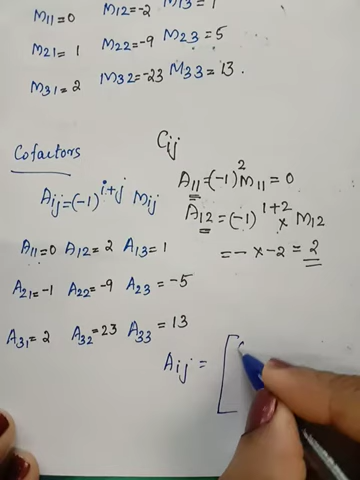 M11=0 M12=-2 M13=1
M21=1 M22=-9 M23=5
M31=2 M32=-23 M33=13.
Cofactors Cij
Aij=(-1)^i+j Mij A11=(-1)^2 M11=0
A12=(-1)^1+2 × M12
= - × -2 = 2
A11=0 A12=2 A13=1
A21=-1 A22=-9 A23=-5
A31=2 A32=23 A33=13
Aij = [